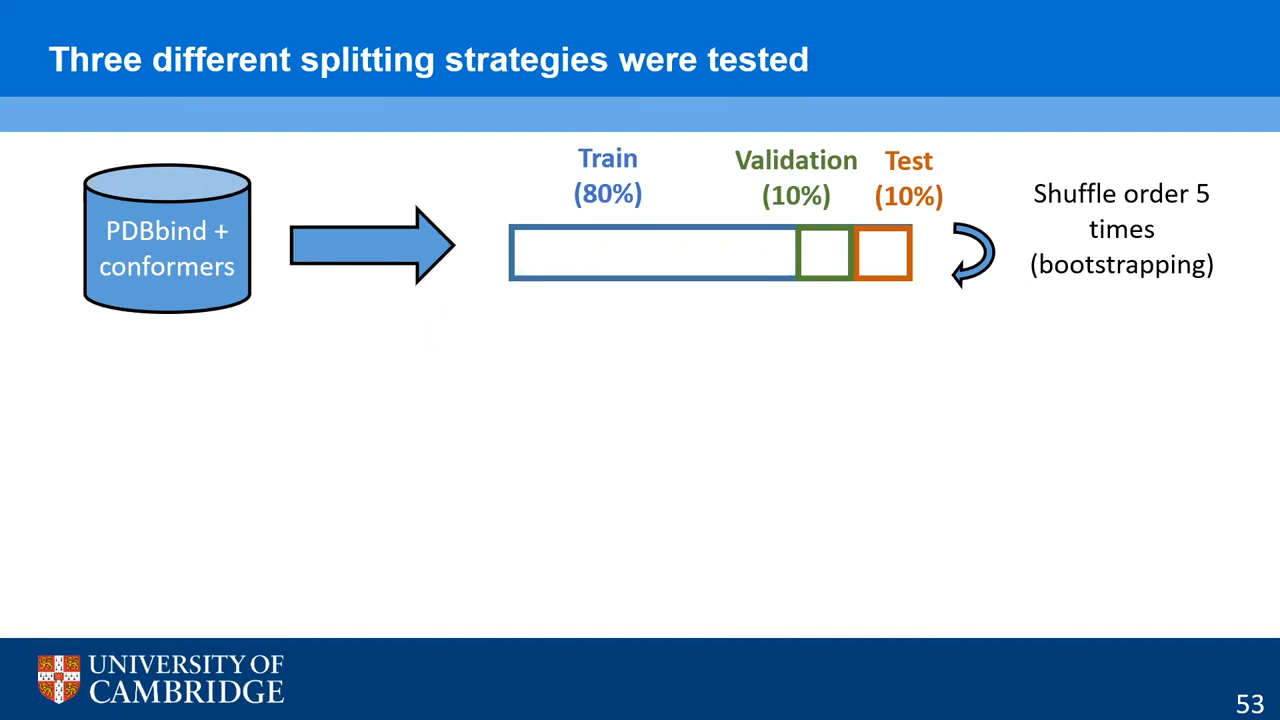 Three different splitting strategies were tested
PDBbind +
conformers
Train
(80%)
Validation
(10%)
Test
(10%)
Shuffle order 5
times
(bootstrapping)
UNIVERSITY OF
CAMBRIDGE
53